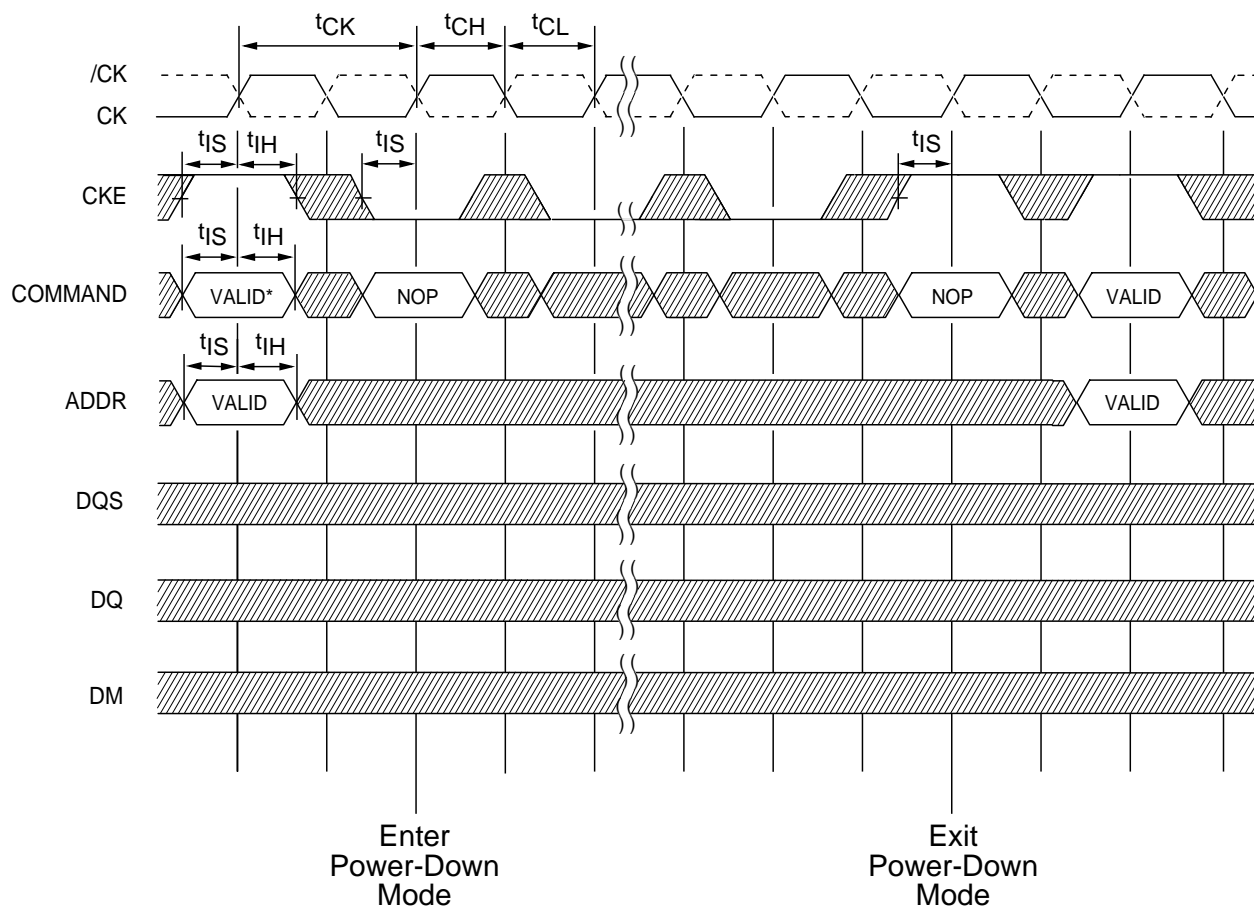 tCK tCH tCL
/CK
CK
tIS tIH tIS tIS
CKE
tIS tIH
COMMAND VALID* NOP NOP VALID
tIS tIH
ADDR VALID VALID
DQS
DQ
DM
Enter Exit
Power-Down Power-Down
Mode Mode